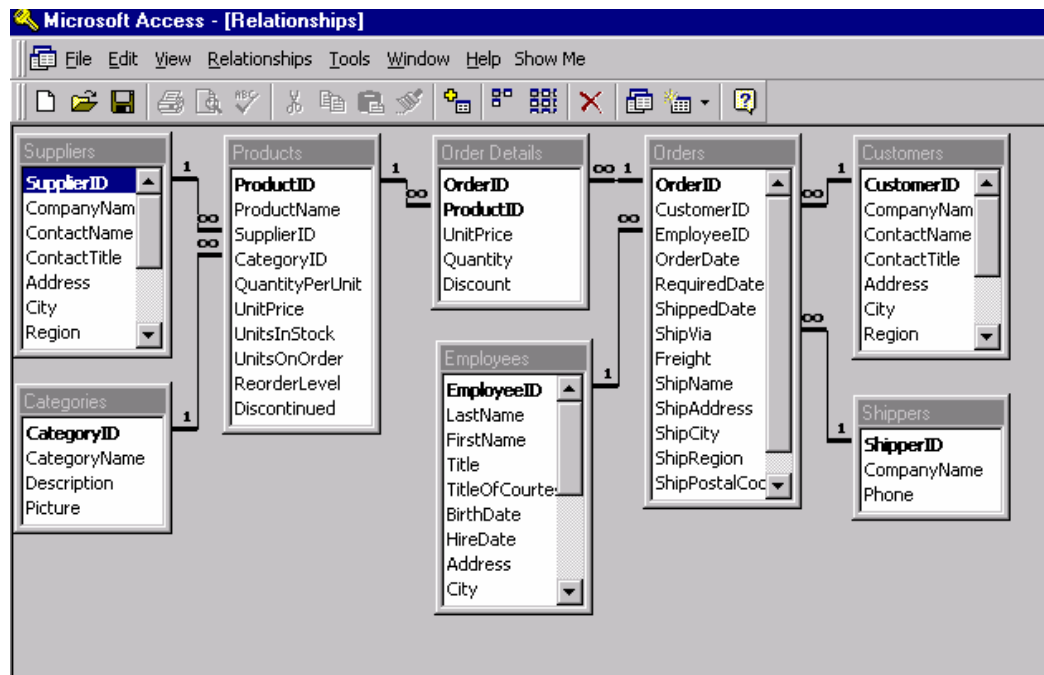 Microsoft Access - [Relationships]
File Edit View Relationships Tools Window Help Show Me
ABC
Suppliers
SupplierID
CompanyNam
ContactName
ContactTitle
Address
City
Region
1
∞
Products
ProductID
ProductName
SupplierID
CategoryID
QuantityPerUnit
UnitPrice
UnitsInStock
UnitsOnOrder
ReorderLevel
Discontinued
1
∞
Order Details
OrderID
ProductID
UnitPrice
Quantity
Discount
∞ 1
Orders
OrderID
CustomerID
EmployeeID
OrderDate
RequiredDate
ShippedDate
ShipVia
Freight
ShipName
ShipAddress
ShipCity
ShipRegion
ShipPostalCoc
∞
1
Customers
CustomerID
CompanyNam
ContactName
ContactTitle
Address
City
Region
Categories
CategoryID
CategoryName
Description
Picture
1
∞
Employees
EmployeeID
LastName
FirstName
Title
TitleOfCourtes
BirthDate
HireDate
Address
City
1
∞
Shippers
ShipperID
CompanyName
Phone
1
∞